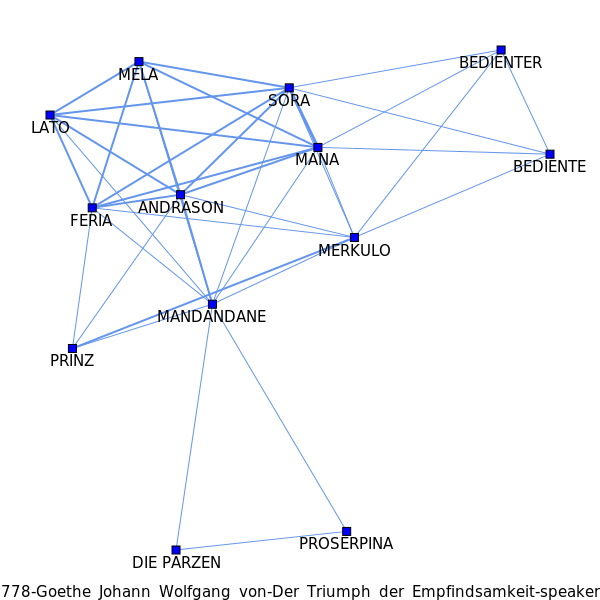 MELA
BEDIENTER
SORA
LATO
MANA
BEDIENTE
ANDRASON
FERIA
MERKULO
MANDANDANE
PRINZ
PROSERPINA
DIE PARZEN
778-Goethe Johann Wolfgang von-Der Triumph der Empfindsamkeit-speaker